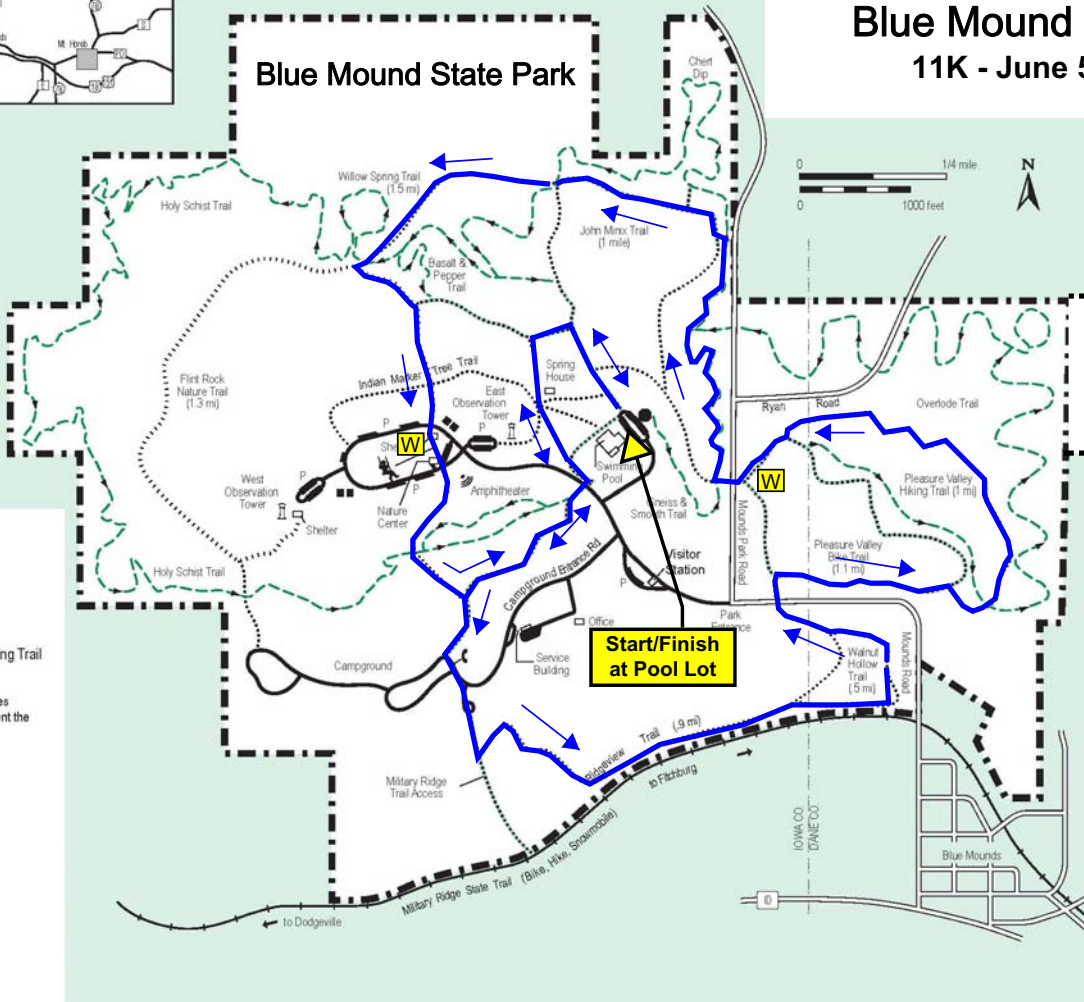 Blue Mound
11K - June 5
Blue Mound State Park
Mt. Horeb
Chert
Dip
0
1/4 mile
N
0
1000 feet
Willow Spring Trail
(1.5 mi)
Holy Schist Trail
John Minix Trail
(1 mile)
Basalt &
Pepper
Trail
Flint Rock
Nature Trail
(1.3 mi)
Indian Marker Tree Trail
Spring
House
East
Observation
Tower
Ryan Road
Overlode Trail
P
P
W
Swimming
Pool
W
Pleasure Valley
Hiking Trail (1 mi)
West
Observation
Tower
P
P
Nature
Center
Amphitheater
Gneiss &
Smooth Trail
Mounds Park Road
Shelter
Pleasure Valley
Bike Trail
(1.1 mi)
Holy Schist Trail
Campground Entrance Rd
Visitor
Station
P
Park
Entrance
Office
Start/Finish
at Pool Lot
Service
Building
Campground
Walnut
Hollow
Trail
(.5 mi)
Mounds Road
ng Trail
es
ent the
Ridgeview Trail (.9 mi)
to Fitchburg
Military Ridge
Trail Access
IOWA CO.
DANE CO.
Blue Mounds
Military Ridge State Trail (Bike, Hike, Snowmobile)
ID
to Dodgeville